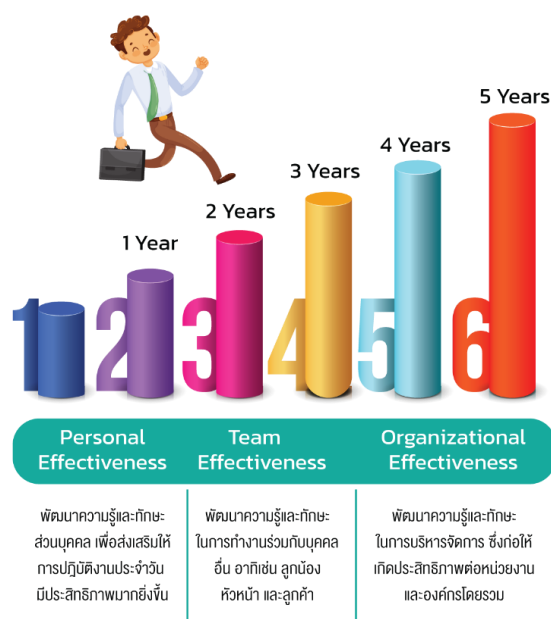 5 Years
4 Years
3 Years
2 Years
1 Year
1 2 3 4 5 6
Personal
Effectiveness
Team
Effectiveness
Organizational
Effectiveness
พัฒนาความรู้และทักษะ
ส่วนบุคคล เพื่อส่งเสริมให้
การปฏิบัติงานประจำวัน
มีประสิทธิภาพมากยิ่งขึ้น
พัฒนาความรู้และทักษะ
ในการทำงานร่วมกับบุคคล
อื่น อาทิเช่น ลูกน้อง
หัวหน้า และลูกค้า
พัฒนาความรู้และทักษะ
ในการบริหารจัดการ ซึ่งก่อให้
เกิดประสิทธิภาพต่อหน่วยงาน
และองค์กรโดยรวม